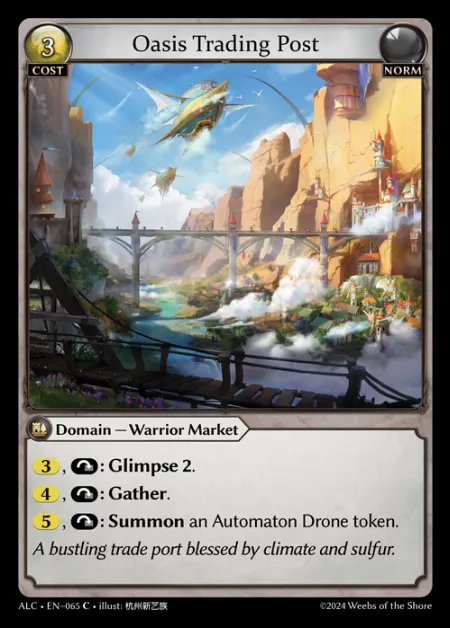 3
COST
Oasis Trading Post
NORM
Domain — Warrior Market
3 , : Glimpse 2.
4 , : Gather.
5 , : Summon an Automaton Drone token.
A bustling trade port blessed by climate and sulfur.
ALC • EN-065 C • illust: 杭州新艺族
©2024 Weebs of the Shore